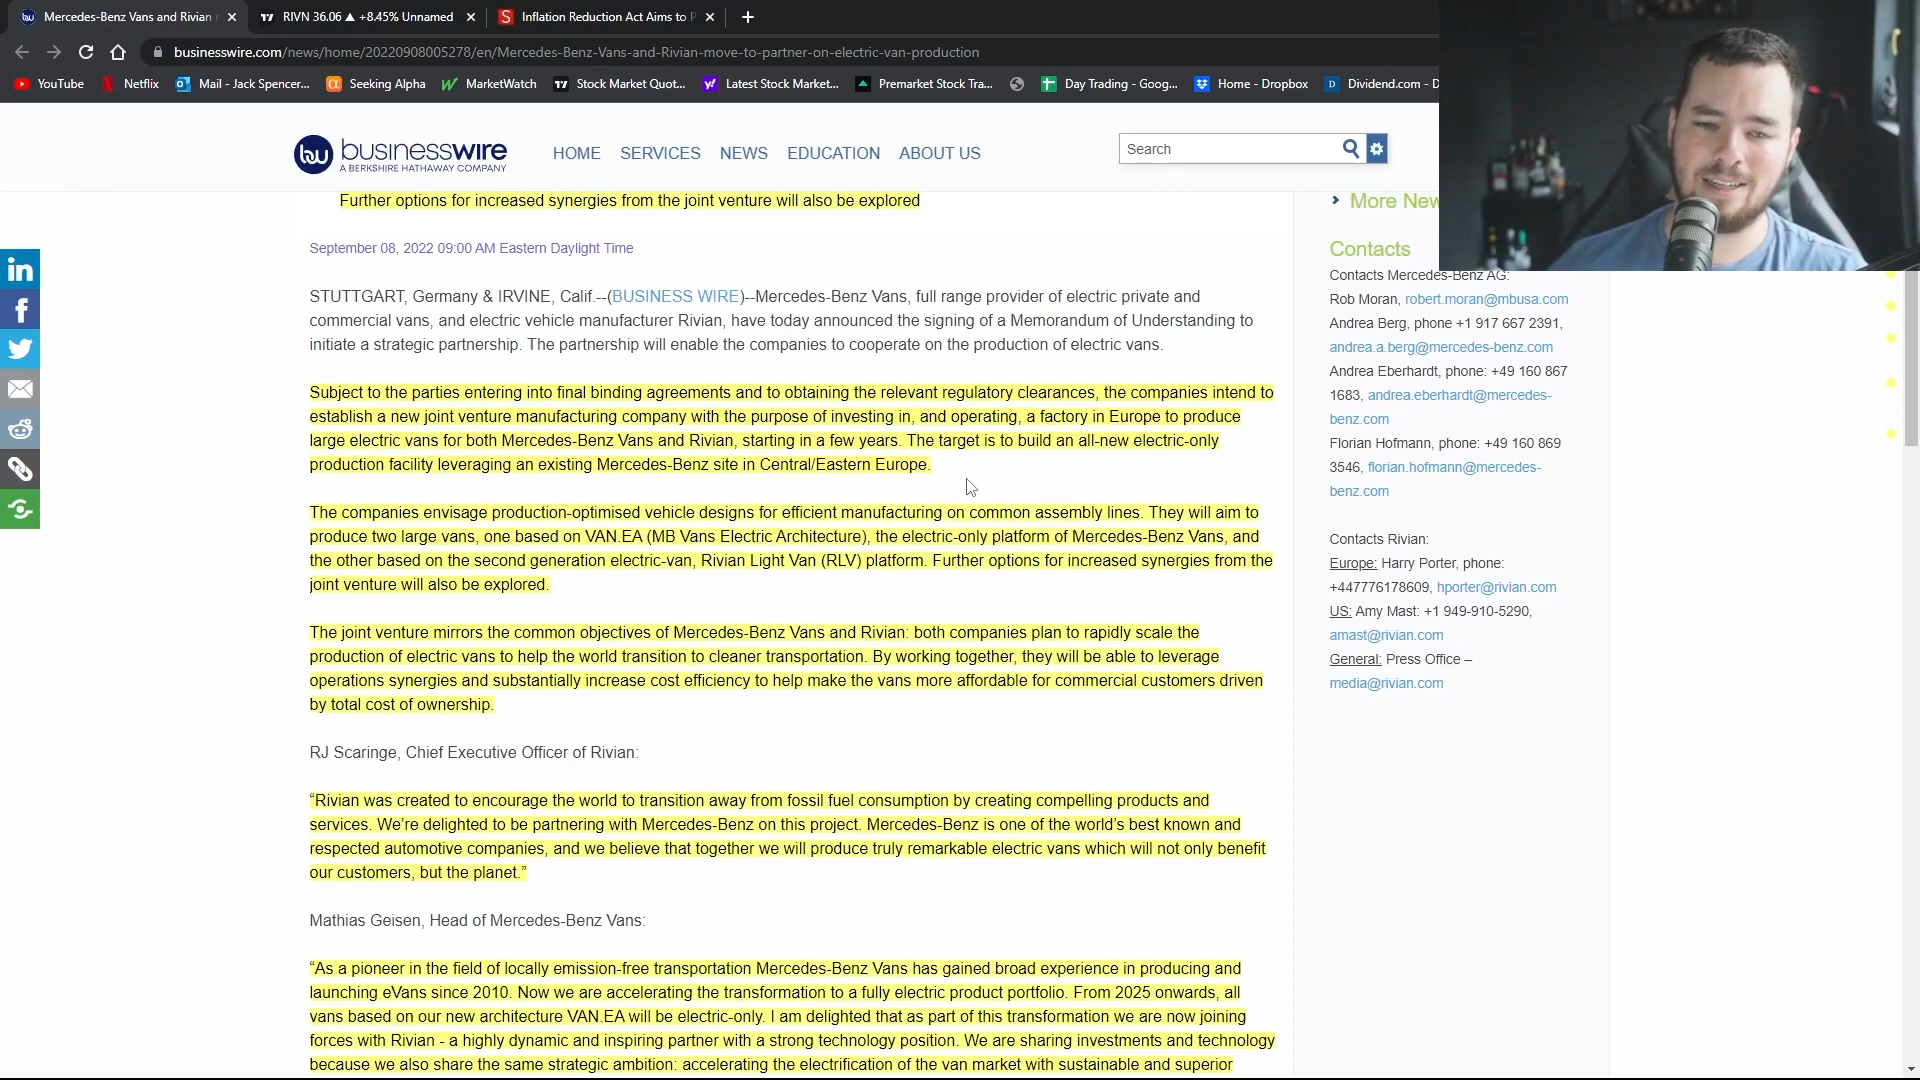 Mercedes-Benz Vans and Rivian
RIVN 36.06 ▲ +8.45% Unnamed
Inflation Reduction Act Aims to P
businesswire.com/news/home/20220908005278/en/Mercedes-Benz-Vans-and-Rivian-move-to-partner-on-electric-van-production
YouTube
Netflix
Mail - Jack Spencer...
Seeking Alpha
MarketWatch
Stock Market Quot...
Latest Stock Market...
Premarket Stock Tra...
Day Trading - Goog...
Home - Dropbox
Dividend.com - D
bw businesswire
A BERKSHIRE HATHAWAY COMPANY
HOME SERVICES NEWS EDUCATION ABOUT US
Search
Further options for increased synergies from the joint venture will also be explored
September 08, 2022 09:00 AM Eastern Daylight Time
STUTTGART, Germany & IRVINE, Calif.--(BUSINESS WIRE)--Mercedes-Benz Vans, full range provider of electric private and
commercial vans, and electric vehicle manufacturer Rivian, have today announced the signing of a Memorandum of Understanding to
initiate a strategic partnership. The partnership will enable the companies to cooperate on the production of electric vans.
Subject to the parties entering into final binding agreements and to obtaining the relevant regulatory clearances, the companies intend to
establish a new joint venture manufacturing company with the purpose of investing in, and operating, a factory in Europe to produce
large electric vans for both Mercedes-Benz Vans and Rivian, starting in a few years. The target is to build an all-new electric-only
production facility leveraging an existing Mercedes-Benz site in Central/Eastern Europe.
The companies envisage production-optimised vehicle designs for efficient manufacturing on common assembly lines. They will aim to
produce two large vans, one based on VAN.EA (MB Vans Electric Architecture), the electric-only platform of Mercedes-Benz Vans, and
the other based on the second generation electric-van, Rivian Light Van (RLV) platform. Further options for increased synergies from the
joint venture will also be explored.
The joint venture mirrors the common objectives of Mercedes-Benz Vans and Rivian: both companies plan to rapidly scale the
production of electric vans to help the world transition to cleaner transportation. By working together, they will be able to leverage
operations synergies and substantially increase cost efficiency to help make the vans more affordable for commercial customers driven
by total cost of ownership.
RJ Scaringe, Chief Executive Officer of Rivian:
“Rivian was created to encourage the world to transition away from fossil fuel consumption by creating compelling products and
services. We’re delighted to be partnering with Mercedes-Benz on this project. Mercedes-Benz is one of the world’s best known and
respected automotive companies, and we believe that together we will produce truly remarkable electric vans which will not only benefit
our customers, but the planet.”
Mathias Geisen, Head of Mercedes-Benz Vans:
“As a pioneer in the field of locally emission-free transportation Mercedes-Benz Vans has gained broad experience in producing and
launching eVans since 2010. Now we are accelerating the transformation to a fully electric product portfolio. From 2025 onwards, all
vans based on our new architecture VAN.EA will be electric-only. I am delighted that as part of this transformation we are now joining
forces with Rivian - a highly dynamic and inspiring partner with a strong technology position. We are sharing investments and technology
because we also share the same strategic ambition: accelerating the electrification of the van market with sustainable and superior
More New
Contacts
Contacts Mercedes-Benz AG:
Rob Moran, robert.moran@mbusa.com
Andrea Berg, phone +1 917 667 2391,
andrea.a.berg@mercedes-benz.com
Andrea Eberhardt, phone: +49 160 867
1683, andrea.eberhardt@mercedes-
benz.com
Florian Hofmann, phone: +49 160 869
3546, florian.hofmann@mercedes-
benz.com
Contacts Rivian:
Europe: Harry Porter, phone:
+447776178609, hporter@rivian.com
US: Amy Mast: +1 949-910-5290,
amast@rivian.com
General: Press Office –
media@rivian.com